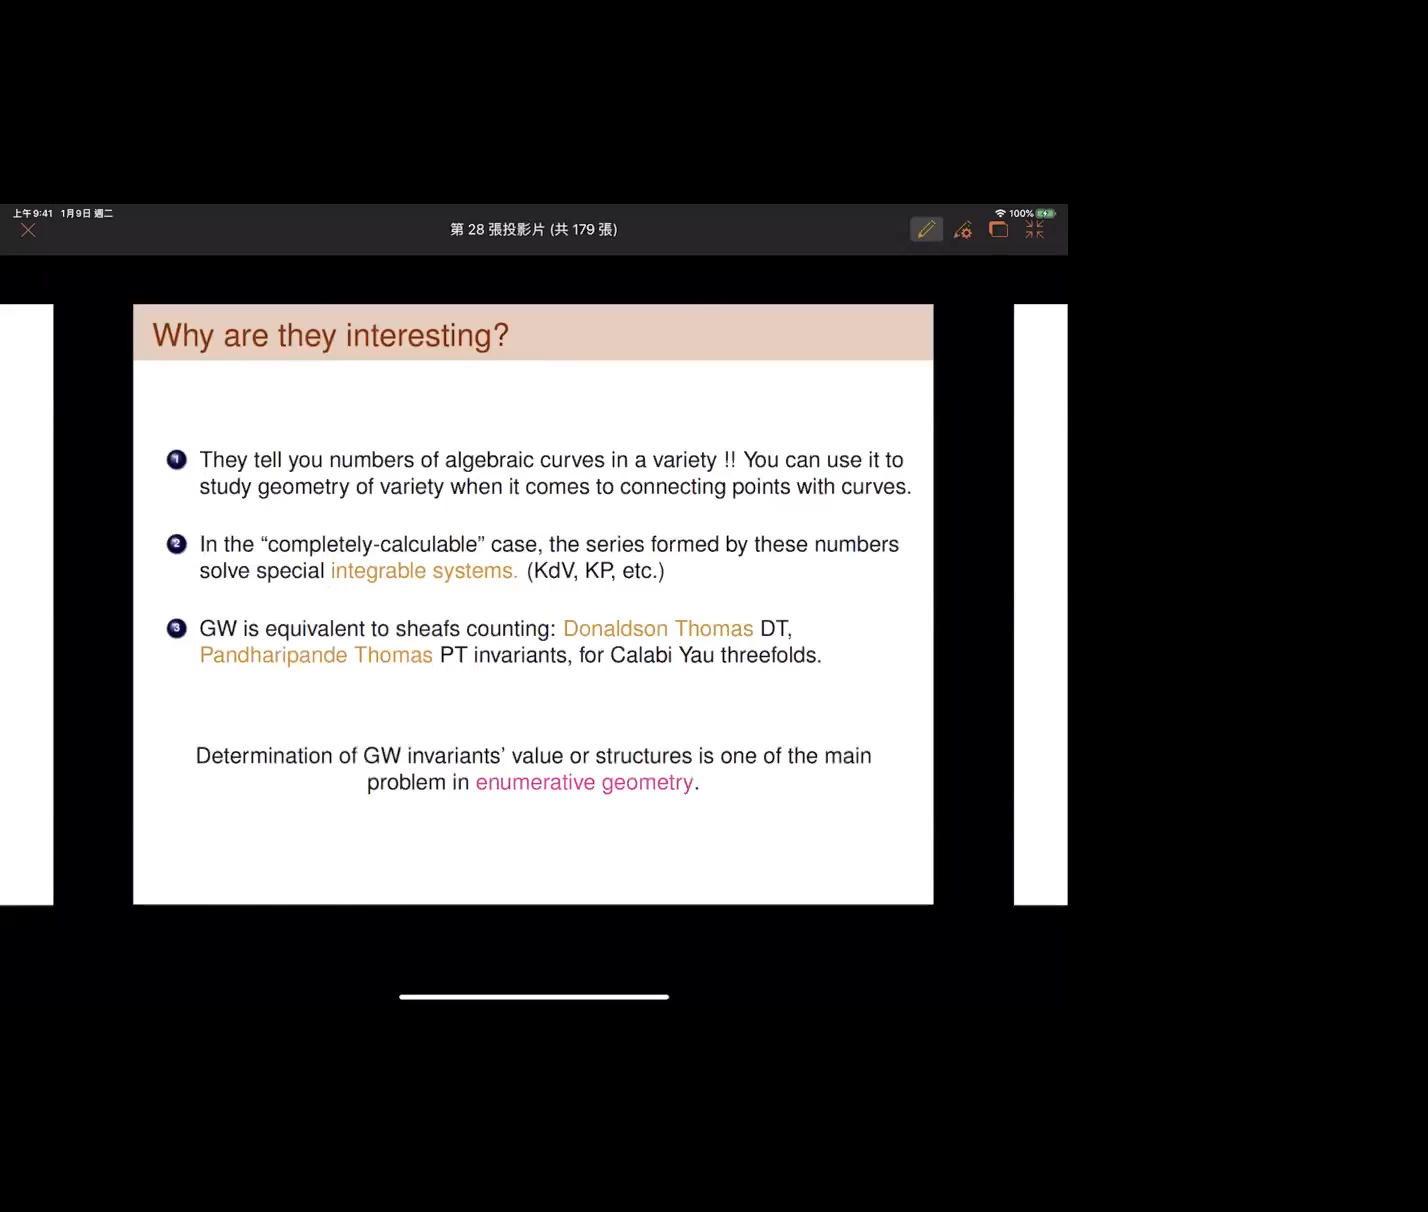 上午9:41 1月9日 週二
100%
第 28 張投影片 (共 179 張)
Why are they interesting?
1 They tell you numbers of algebraic curves in a variety !! You can use it to
study geometry of variety when it comes to connecting points with curves.
2 In the “completely-calculable” case, the series formed by these numbers
solve special integrable systems. (KdV, KP, etc.)
3 GW is equivalent to sheafs counting: Donaldson Thomas DT,
Pandharipande Thomas PT invariants, for Calabi Yau threefolds.
Determination of GW invariants’ value or structures is one of the main
problem in enumerative geometry.